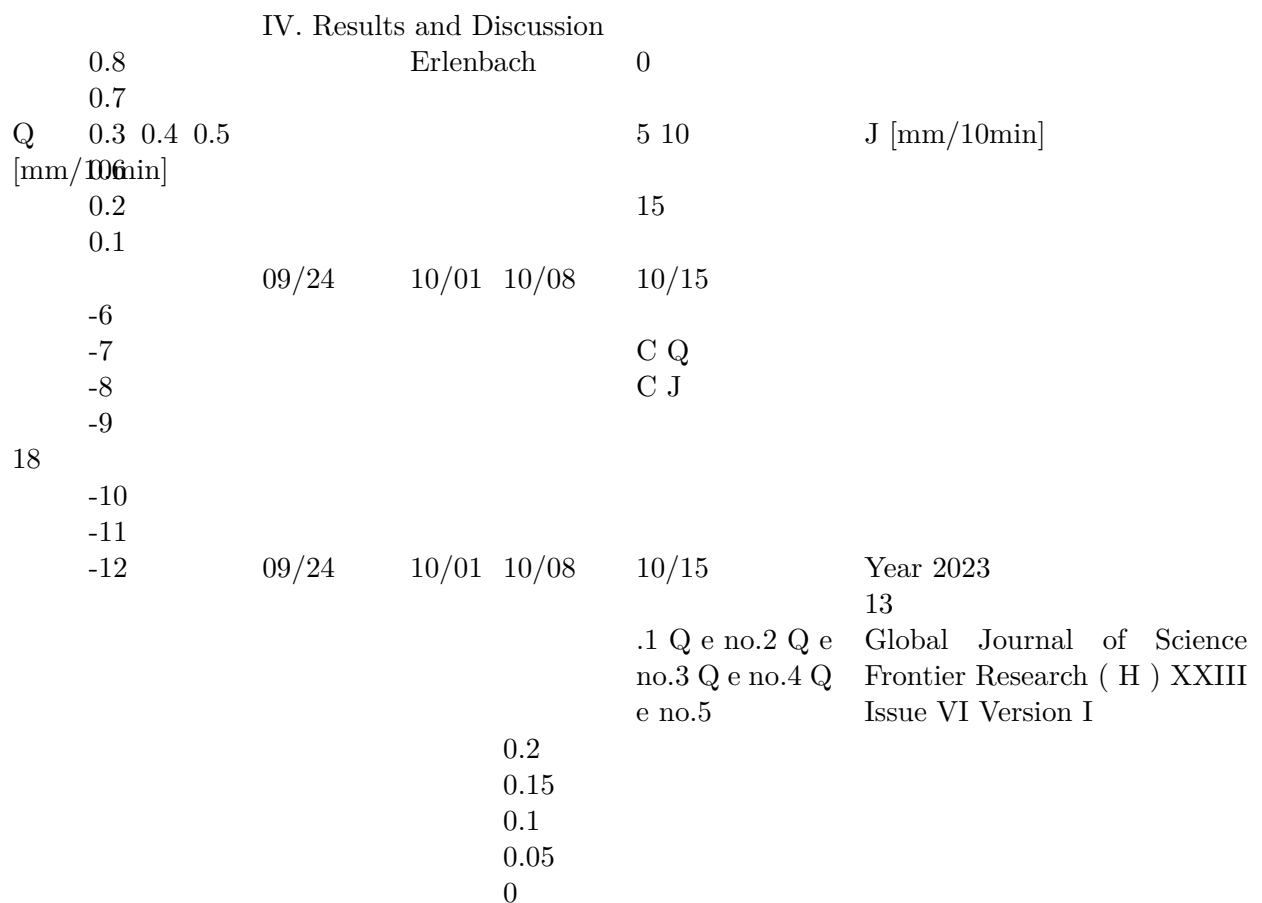 IV. Results and Discussion
0.8 Erlenbach 0
0.7
Q 0.3 0.4 0.5 5 10 J [mm/10min]
[mm/10min] 0.6
0.2 15
0.1
09/24 10/01 10/08 10/15
-6
-7 C Q
-8 C J
-9
18
-10
-11
-12 09/24 10/01 10/08 10/15 Year 2023
13
.1 Q e no.2 Q e Global Journal of Science
no.3 Q e no.4 Q Frontier Research ( H ) XXIII
e no.5 Issue VI Version I
0.2
0.15
0.1
0.05
0